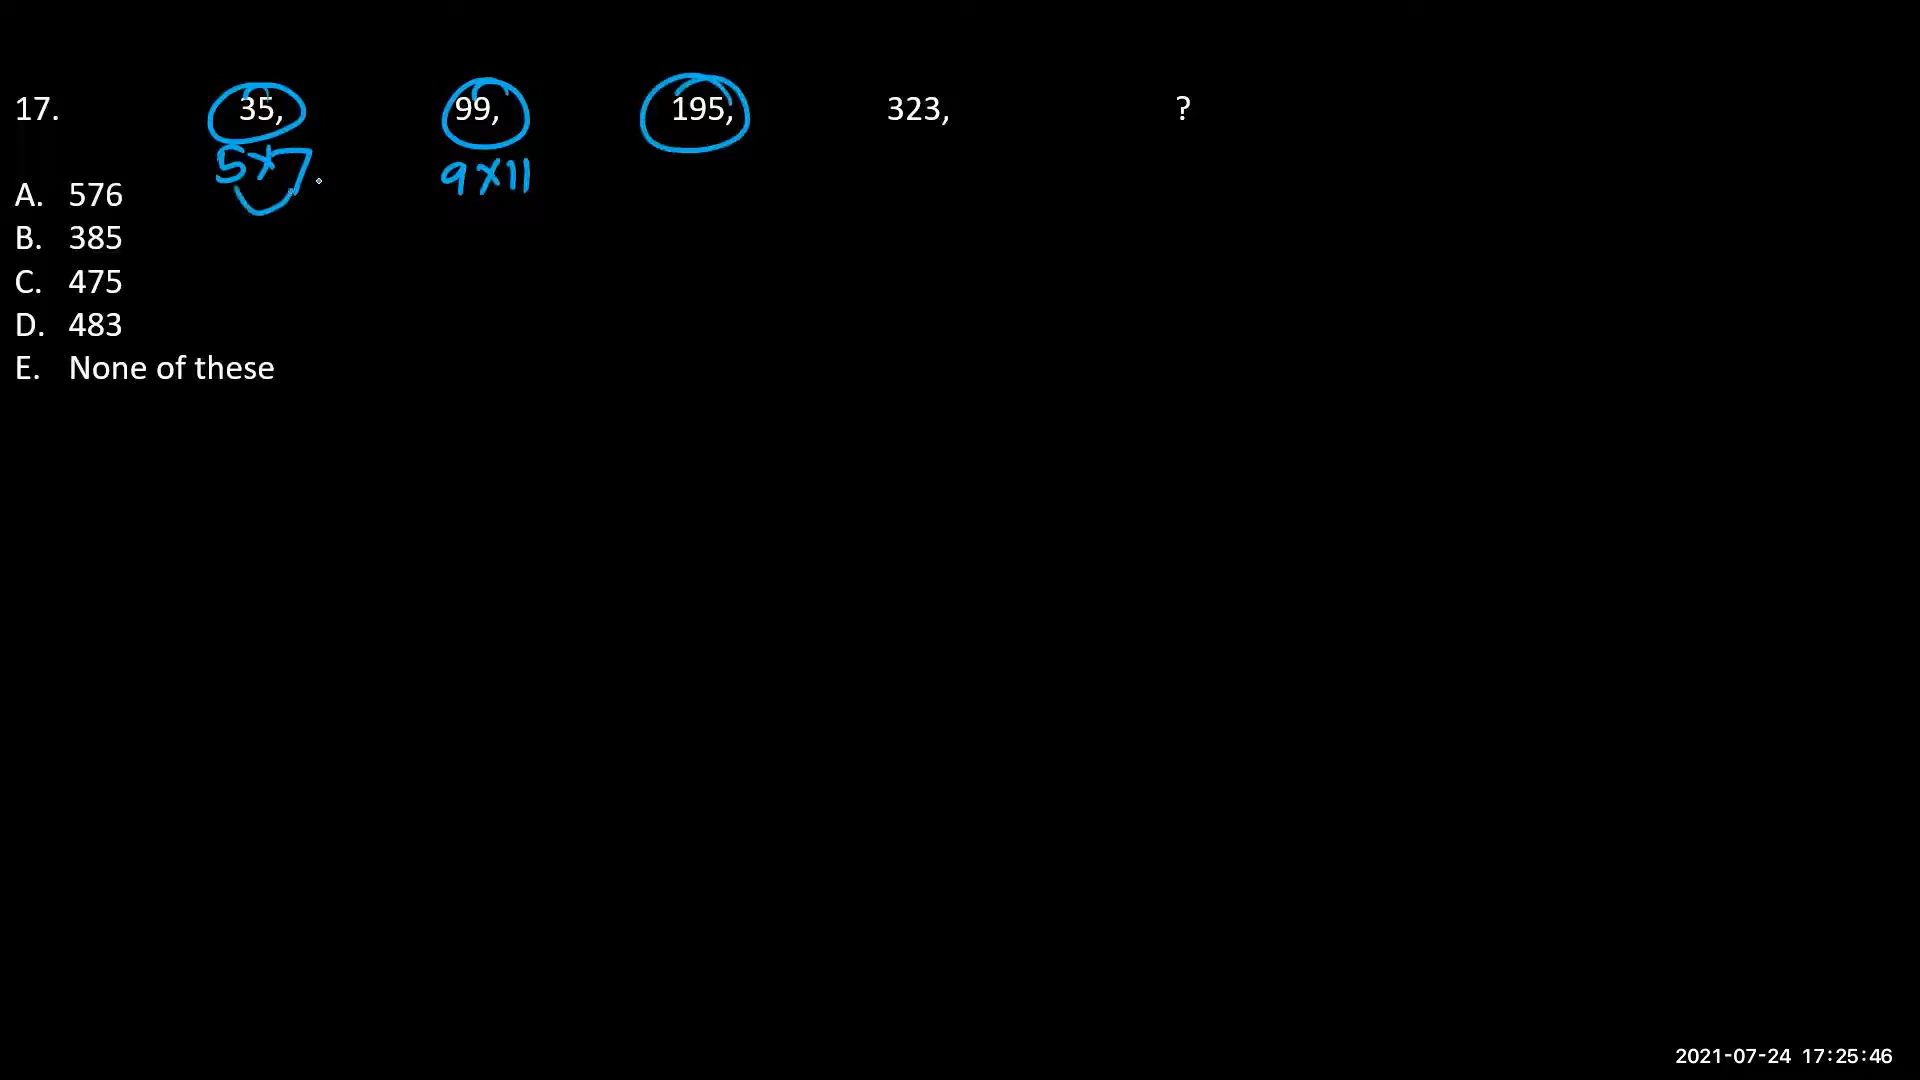 17. 35, 99, 195, 323, ?
5×7 9×11
A. 576
B. 385
C. 475
D. 483
E. None of these
2021-07-24 17:25:46